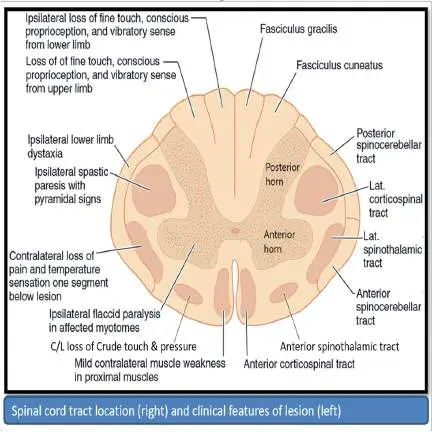 Ipsilateral loss of fine touch, conscious
proprioception, and vibratory sense
from lower limb
Loss of of fine touch, conscious
proprioception, and vibratory sense
from upper limb
Ipsilateral lower limb
dystaxia
Ipsilateral spastic
paresis with
pyramidal signs
Contralateral loss of
pain and temperature
sensation one segment
below lesion
Ipsilateral flaccid paralysis
in affected myotomes
C/L loss of Crude touch & pressure
Mild contralateral muscle weakness
in proximal muscles
Fasciculus gracilis
Fasciculus cuneatus
Posterior
spinocerebellar
tract
Posterior
horn
Lat.
corticospinal
tract
Anterior
horn
Lat.
spinothalamic
tract
Anterior
spinocerebellar
tract
Anterior spinothalamic tract
Anterior corticospinal tract
Spinal cord tract location (right) and clinical features of lesion (left)